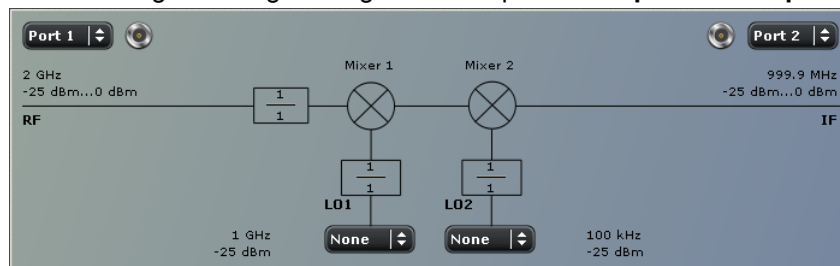 Port 1
Port 2
Mixer 1
Mixer 2
2 GHz
-25 dBm...0 dBm
999.9 MHz
-25 dBm...0 dBm
1
1
RF
IF
1
1
1
1
LO1
LO2
1 GHz
-25 dBm
None
None
100 kHz
-25 dBm